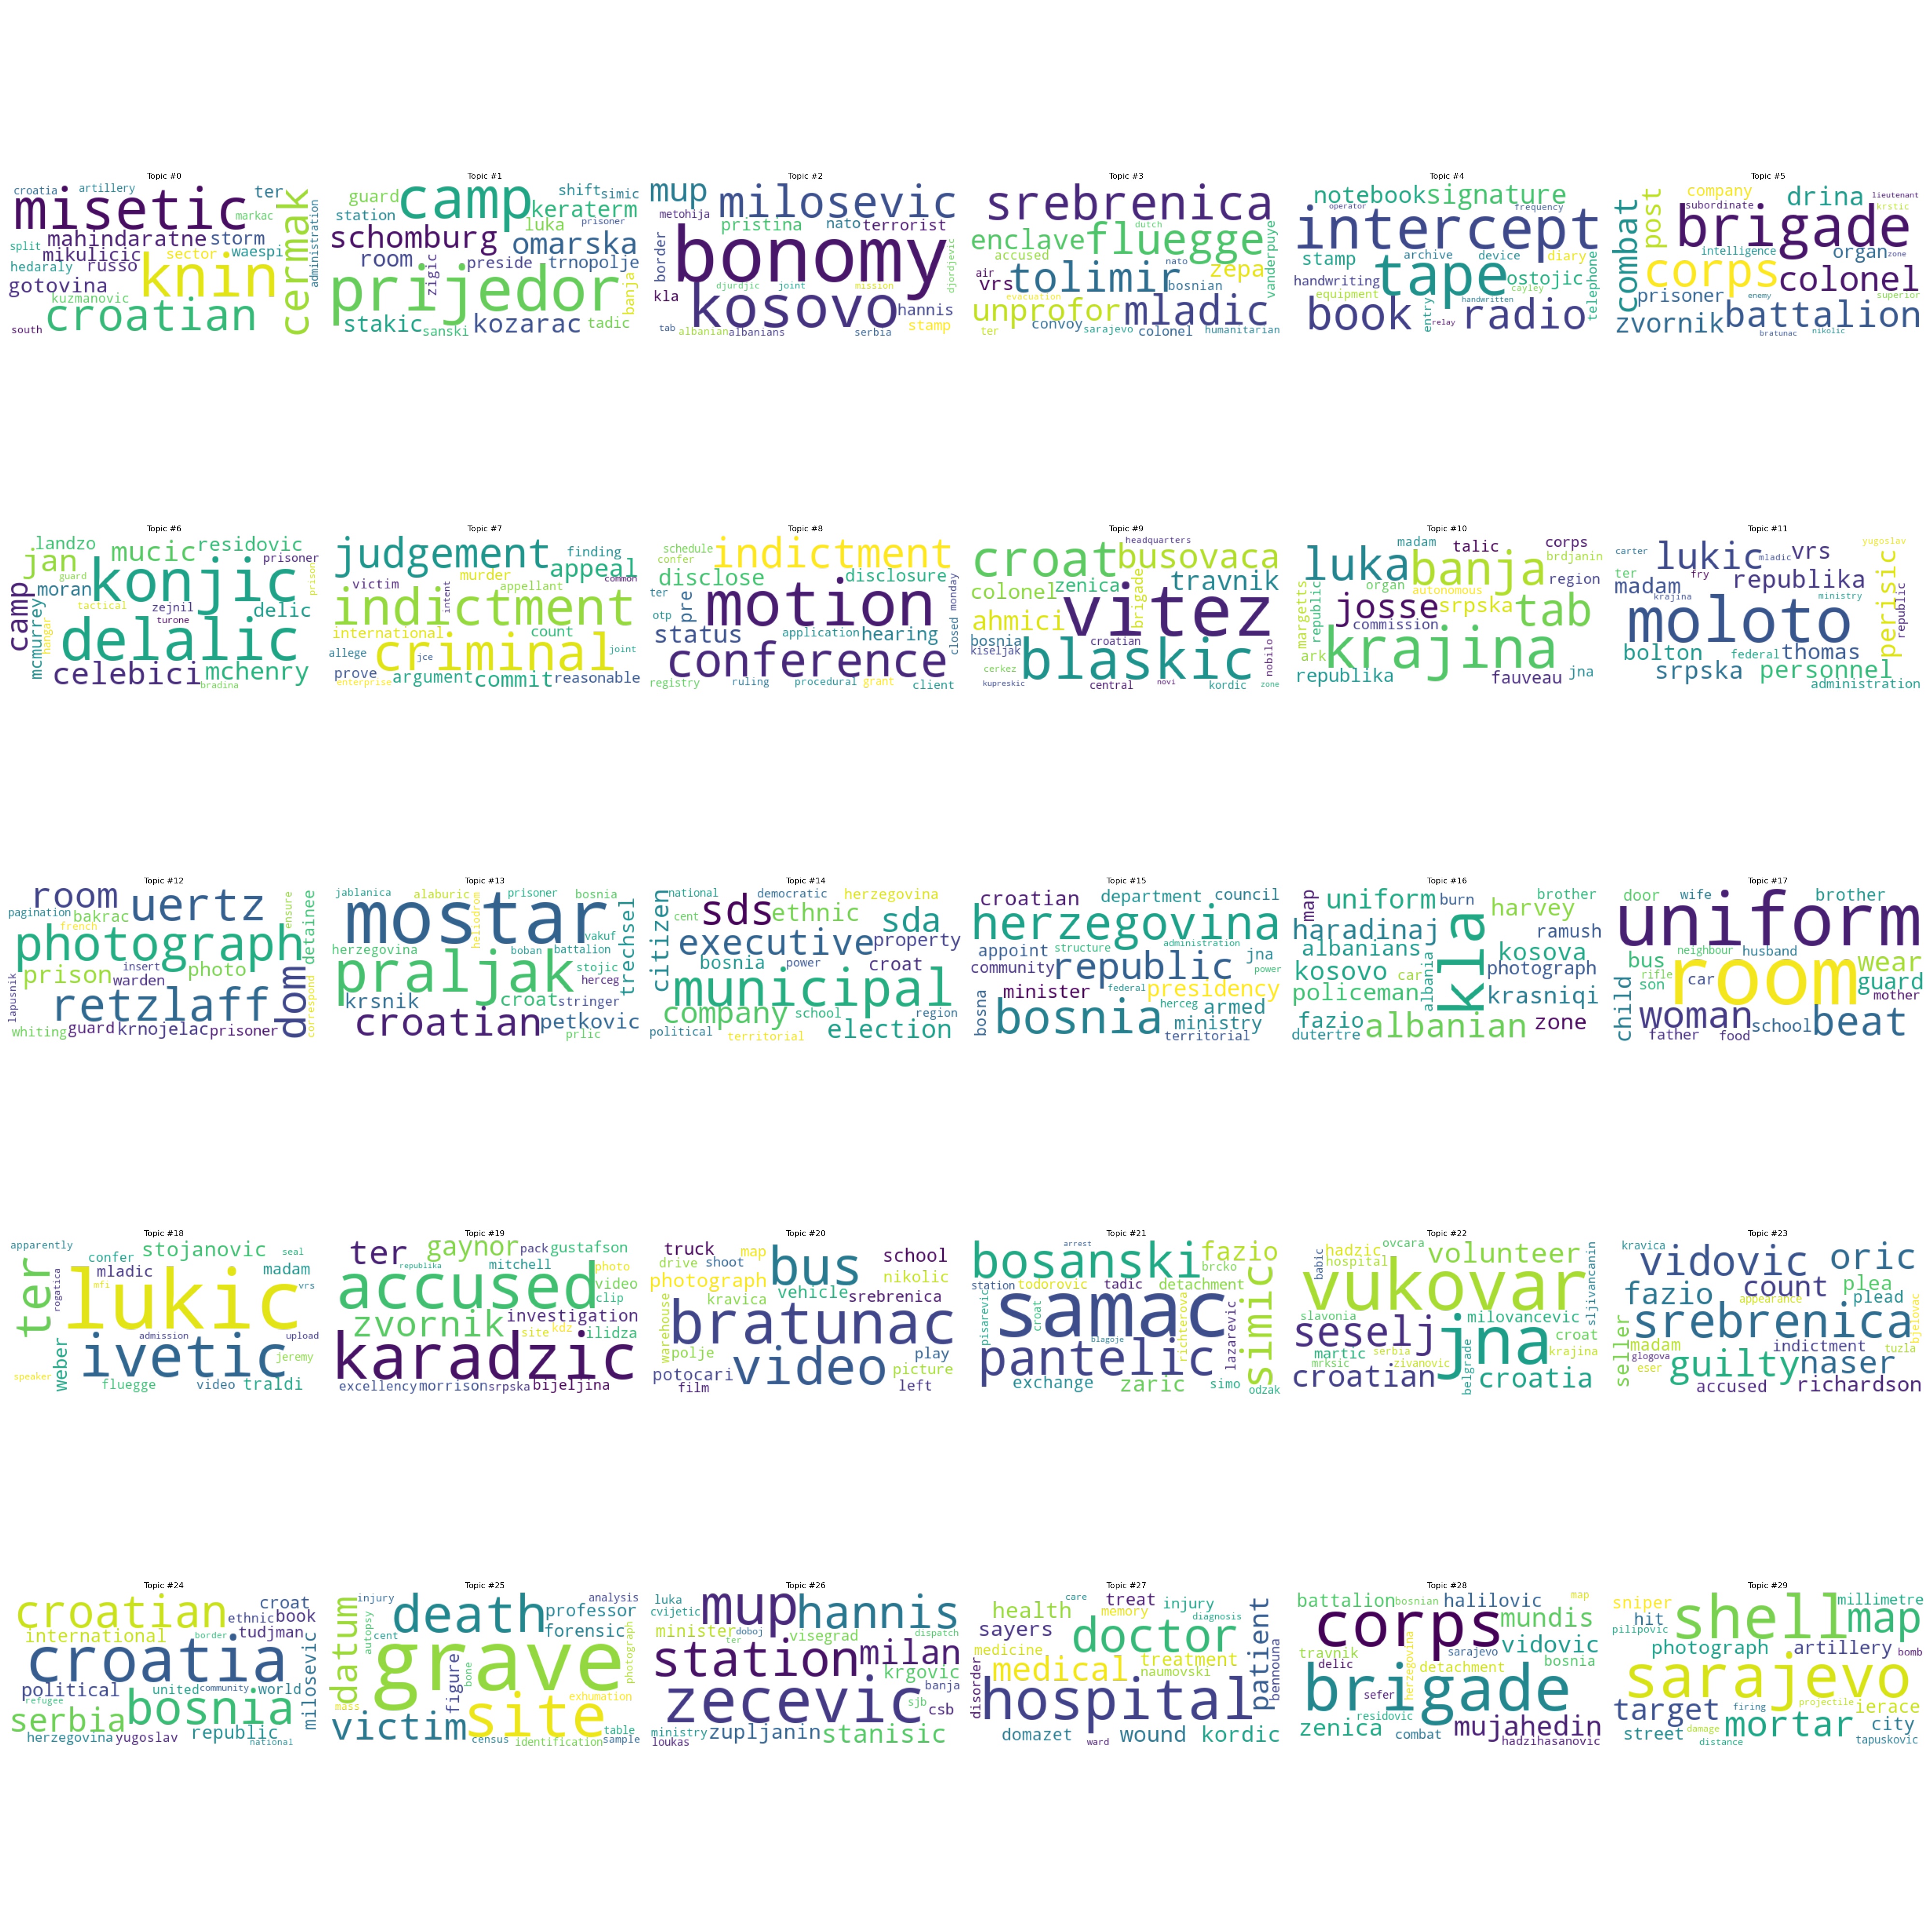 Topic #0
croatia artillery ter
misetic cermak administration
markac
mahindaratne storm
split mikulicic sector waespi
hedaraly russo
gotovina knin
kuzmanovic
south croatian
Topic #1
guard camp shift simic
station luka keraterm
prisoner
schomburg omarska
room preside trnopolje
ziglc prijedor banja
stakic sanski kozarac tadic
Topic #2
mup milosevic
metohija pristina nato terrorist
border bonomy djordjevic
djurdjic joint mission
kla kosovo hannis
stamp
tab albanian albanians serbia
Topic #3
srebrenica
dutch
enclave fluegge vanderpuye
accused nato
air tolimir zepa
vrs bosnian
evacuation
unprofor mladic
convoy
ter sarajevo colonel humanitarian
Topic #4
notebook signature
operator frequency
intercept
stamp archive device diary
handwriting tape ostojic telephone
equipment cayley
entry handwritten
book relay radio
Topic #5
company drina lieutenant
combat post subordinate krstic
brigade
intelligence organ zone
corps colonel
prisoner enemy superior
zvornik battalion
bratunac nikolic
Topic #6
landzo mucic residovic
jan prisoner
guard konjic prison
camp moran
tactical zejnil delic
turone
mcmurrey hangar delalic
celebici mchenry
bradina
Topic #7
judgement finding
appeal
victim murder common
appellant
intent indictment
international count
allege criminal joint
jce
prove argument commit reasonable
enterprise
Topic #8
schedule indictment
confer
disclose disclosure
ter pre motion closed monday
otp
status application hearing
conference
registry ruling procedural grant client
Topic #9
headquarters
croat busovaca
colonel zenica travnik
brigade
ahmici vitez
bosnia croatian
kiseljak nobilo
cerkez blaskic
kupreskic central novi kordic zone
Topic #10
madam talic corps
luka organ banja brdjanin
autonomous region
margetts republic josse srpska tab
commission
ark krajina
republika fauveau jna
Topic #11
carter lukic mladic vrs yugoslav
ter fry republika perisic
madam krajina ministry republic
moloto
bolton federal thomas
srpska personnel
administration
Topic #12
room uertz ensure
pagination bakrac detainee
french
photograph
prison insert photo
warden dom
lapusnik retzlaff correspond
whiting guard krnojelac prisoner
Topic #13
jablanica alaburic prisoner bosnia
mostar heliodrom trechsel
vakuf
herzegovina boban battalion
praljak stojic
herceg
krsnik croat stringer
croatian petkovic
prlic
Topic #14
national democratic herzegovina
citizen cent sds ethnic sda
executive property
bosnia power croat
municipal
company school region
political election
territorial
Topic #15
croatian department council
herzegovina
appoint structure administration jna
community republic power
minister federal presidency
bosna herceg armed
bosnia ministry
territorial
Topic #16
map uniform burn brother
haradinaj harvey
albanians kla ramush
kosovo car albania kosova
policeman photograph
krasniqi
fazio albanian zone
dutertre
Topic #17
door wife brother
uniform
neighbour husband
bus rifle room wear
son car guard
child woman mother
school beat
father food
Topic #18
apparently stojanovic seal
confer
ter mladic madam
rogatica mfi lukic vrs
admission upload
weber ivetic jeremy
speaker fluegge video traldi
Topic #19
ter gaynor pack gustafson
republika mitchell photo
accused video
clip
zvornik investigation
site kdz ilidza
karadzic
excellency morrison srpska bijeljina
Topic #20
truck map bus school
drive shoot
photograph nikolic
vehicle
kravica srebrenica
warehouse bratunac
polje play
potocari video picture
film left
Topic #21
arrest
bosanski fazio
brcko
station todorovic tadic detachment
pisarevic samac simic
croat richterova lazarevic
blagoje
pantelic
exchange zaric simo odzak
Topic #22
babic hadzic ovcara volunteer sljivancanin
hospital
vukovar
slavonia milovancevic
seselj jna croat
martic serbia krajina
mrksic zivanovic
croatian belgrade croatia
Topic #23
kravica vidovic oric
count plea
fazio appearance plead
srebrenica bjelovac
madam indictment tuzla
seller glogova guilty naser
eser accused richardson
Topic #24
croatian croat
ethnic book
international border tudjman
croatia milosevic
political united community world
refugee
serbia bosnia
republic
herzegovina yugoslav national
Topic #25
injury death analysis
datum autopsy professor
cent forensic
grave photograph
bone
figure exhumation
mass victim site table
census identification sample
Topic #26
luka mup hannis
cvijetic
minister doboj visegrad
ter dispatch
station milan
krgovic
zecevic banja
sjb csb
ministry zupljanin stanisic
loukas
Topic #27
care treat injury
health memory
sayers doctor diagnosis patient
medicine treatment
medical naumovski bennouna
disorder hospital
domazet ward wound kordic
Topic #28
battalion bosnian halilovic map
corps mundis
travnik sarajevo vidovic
delic detachment bosnia
herzegovina
sefer brigade
residovic
zenica combat mujahedin
hadzihasanovic
Topic #29
sniper shell millimetre
hit map
pilipovic
photograph artillery bomb
sarajevo
target firing projectile ierace
street damage mortar city
distance tapuskovic